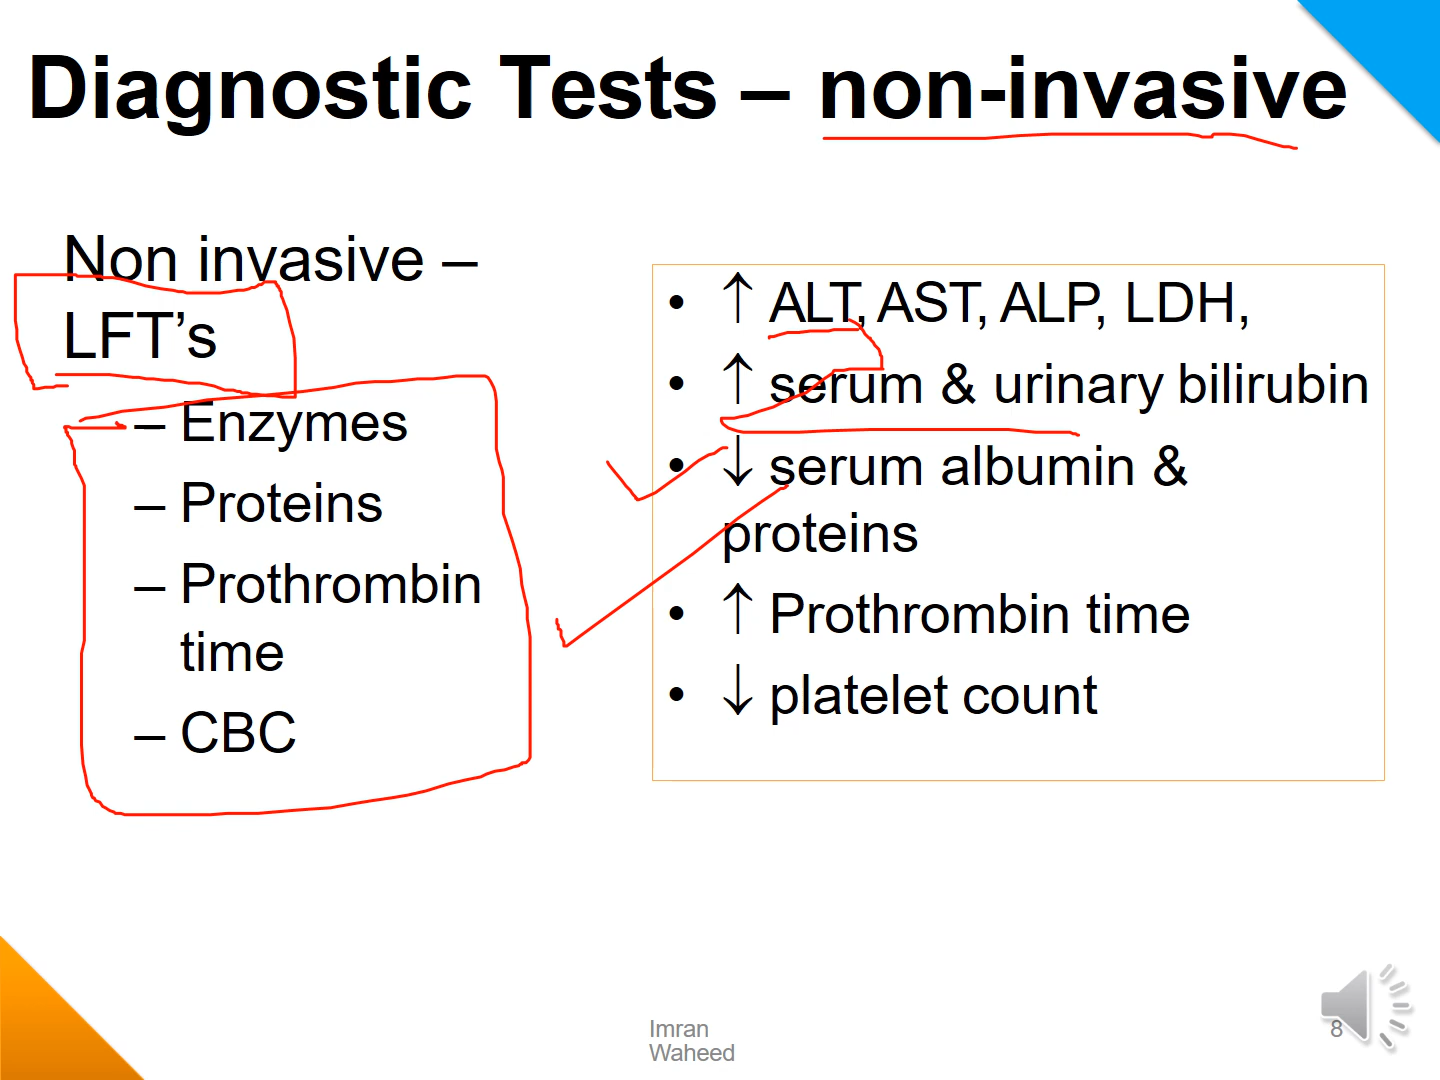 Diagnostic Tests – non-invasive
Non invasive –
LFT’s
– Enzymes
– Proteins
– Prothrombin
time
– CBC
• ↑ ALT, AST, ALP, LDH,
• ↑ serum & urinary bilirubin
• ↓ serum albumin &
proteins
• ↑ Prothrombin time
• ↓ platelet count
Imran
Waheed
8